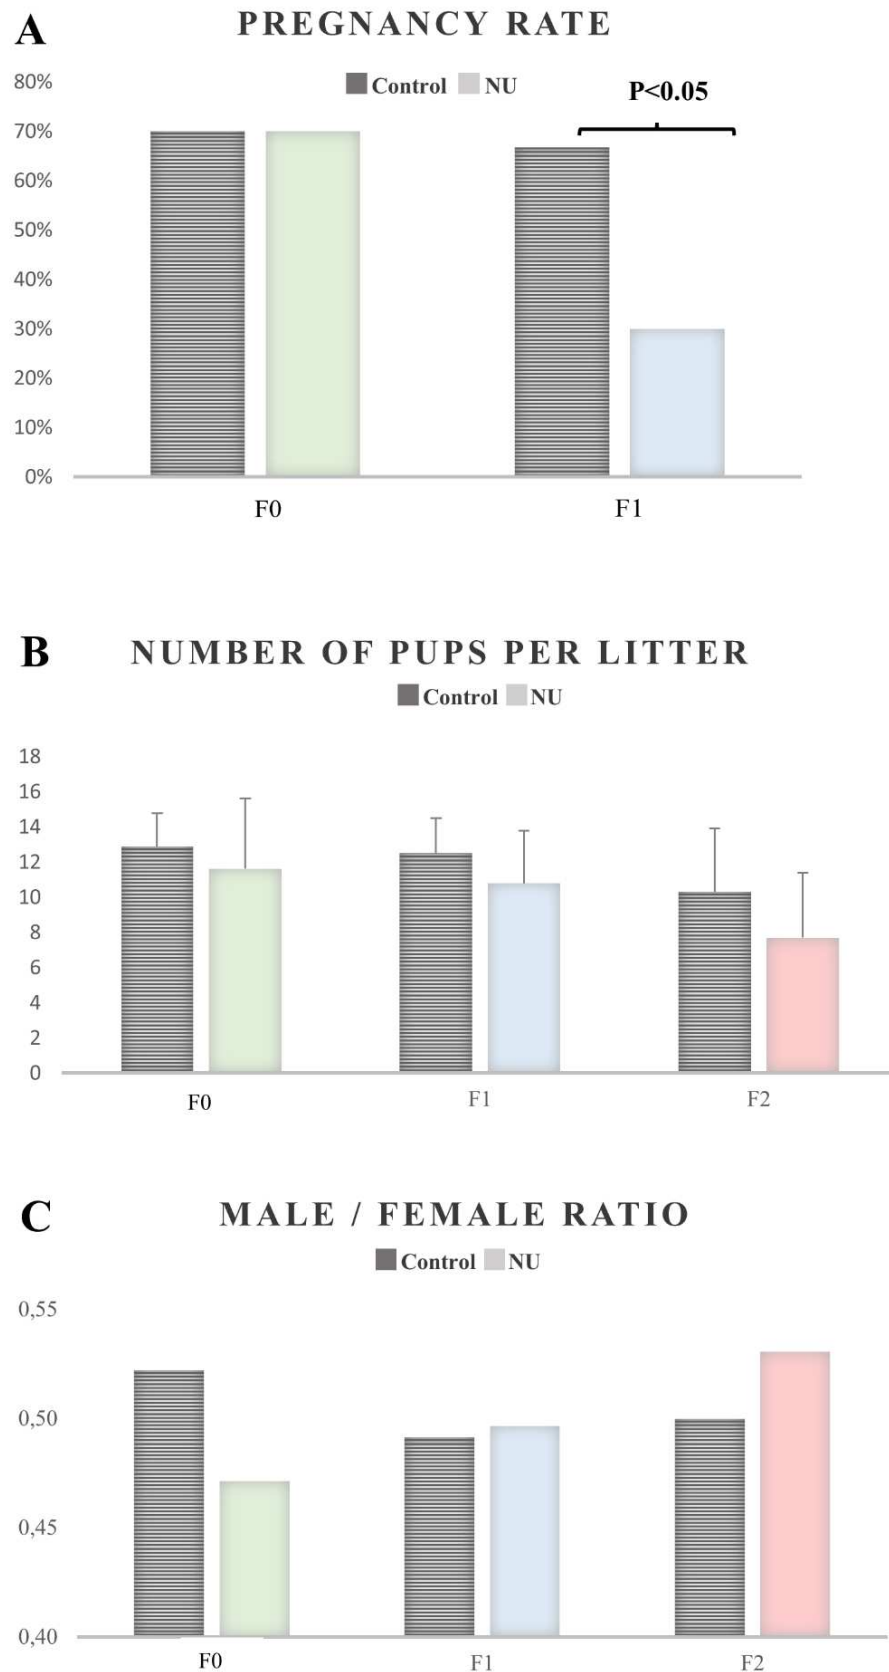 A
PREGNANCY RATE
Control NU
P<0.05
80%
70%
60%
50%
40%
30%
20%
10%
0%
F0 F1
B
NUMBER OF PUPS PER LITTER
Control NU
18
16
14
12
10
8
6
4
2
0
F0 F1 F2
C
MALE / FEMALE RATIO
Control NU
0,55
0,50
0,45
0,40
F0 F1 F2